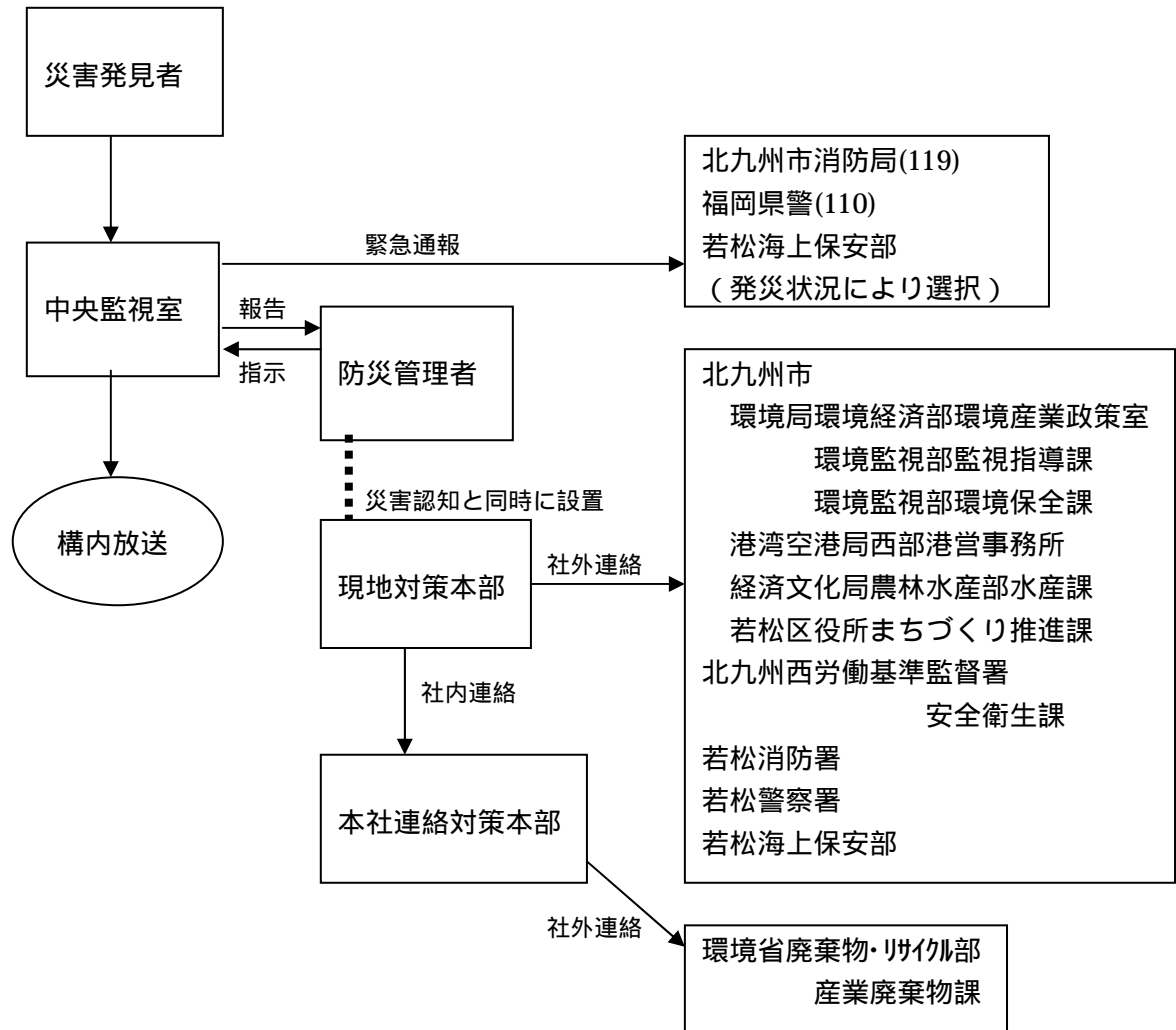 災害発見者
北九州市消防局(119)
福岡県警(110)
若松海上保安部
（発災状況により選択）
緊急通報
中央監視室
報告
指示
防災管理者
構内放送
災害認知と同時に設置
現地対策本部
社外連絡
北九州市
環境局環境経済部環境産業政策室
環境監視部監視指導課
環境監視部環境保全課
港湾空港局西部港営事務所
経済文化局農林水産部水産課
若松区役所まちづくり推進課
北九州西労働基準監督署
安全衛生課
若松消防署
若松警察署
若松海上保安部
社内連絡
本社連絡対策本部
社外連絡
環境省廃棄物・ﾘｻｲｸﾙ部
産業廃棄物課